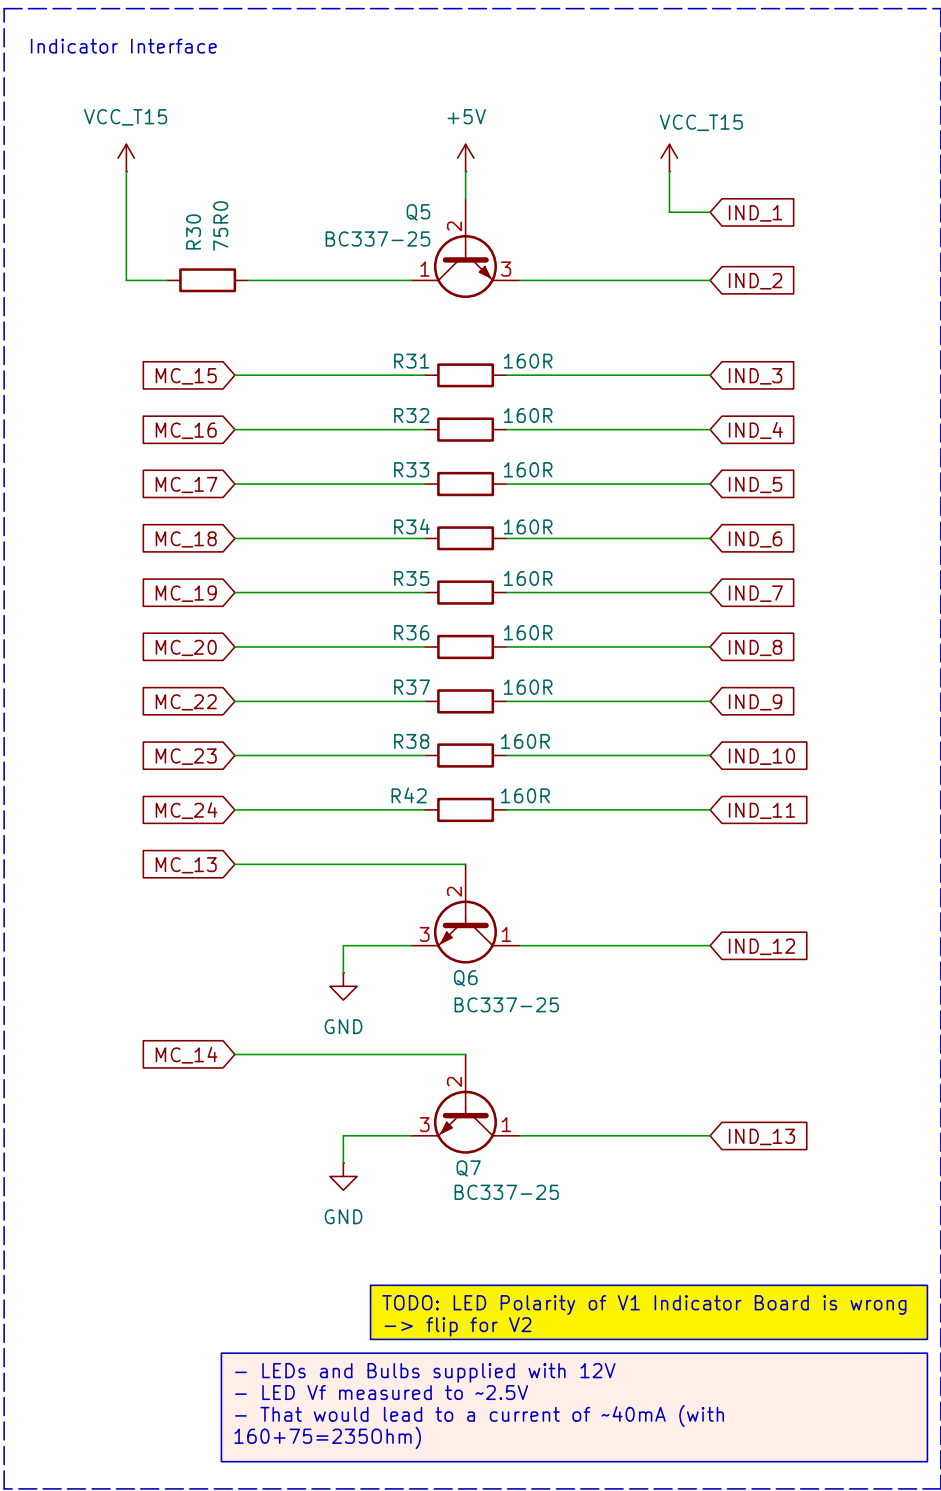 Indicator Interface
VCC_T15
+5V
VCC_T15
R30
75R0
Q5
BC337-25
2
1
3
IND_1
IND_2
MC_15
R31
160R
IND_3
MC_16
R32
160R
IND_4
MC_17
R33
160R
IND_5
MC_18
R34
160R
IND_6
MC_19
R35
160R
IND_7
MC_20
R36
160R
IND_8
MC_22
R37
160R
IND_9
MC_23
R38
160R
IND_10
MC_24
R42
160R
IND_11
MC_13
2
3
1
IND_12
Q6
BC337-25
GND
MC_14
2
3
1
IND_13
Q7
BC337-25
GND
TODO: LED Polarity of V1 Indicator Board is wrong
-> flip for V2
- LEDs and Bulbs supplied with 12V
- LED Vf measured to ~2.5V
- That would lead to a current of ~40mA (with
160+75=235Ohm)